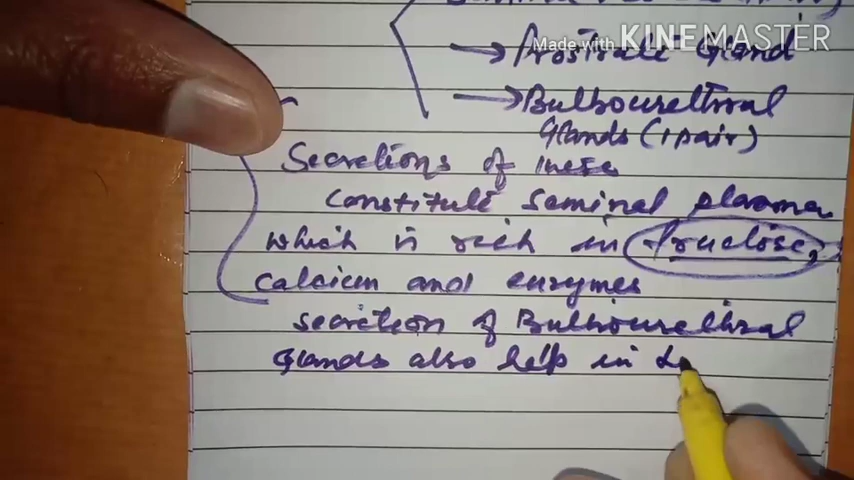 Made with KINEMASTER
→ Prostrate Gland
→ Bulbourethral
Glands (1 pair)
Secretions of these
constitute seminal plasma
which is rich in fructose,
calcium and enzymes
secretion of Bulbourethral
Glands also help in